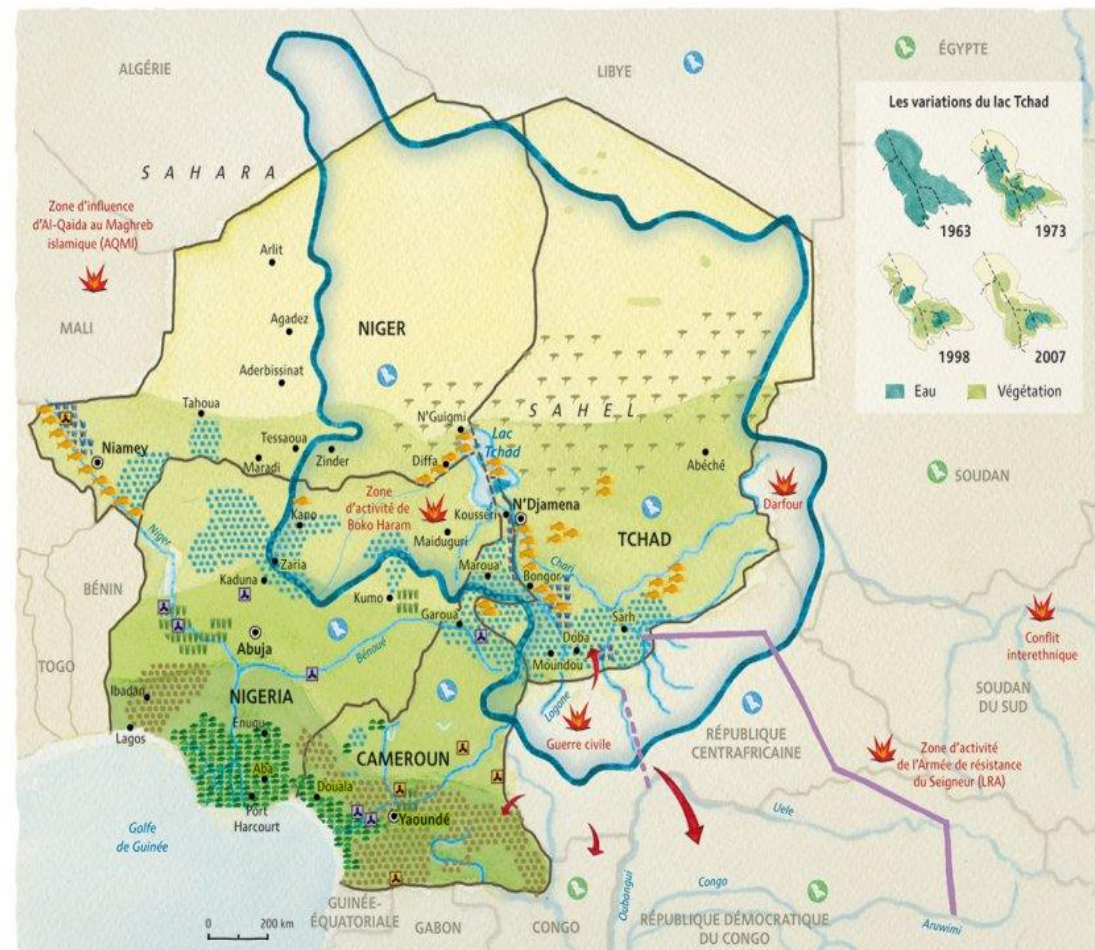 ALGÉRIE
LIBYE
ÉGYPTE
Les variations du lac Tchad
1963
1973
1998
2007
Eau
Végétation
SAHARA
Zone d'influence
d'Al-Qaida au Maghreb
islamique (AQMI)
MALI
Arlit
Agadez
NIGER
Aderbissinat
Tahoua
SAHEL
N'Guigmi
Lac
Tchad
Tessaoua
Niamey
Maradi
Zinder
Diffa
Abéché
SOUDAN
Zone
d'activité de
Boko Haram
Kano
Kousséri
N'Djamena
Darfour
Maiduguri
TCHAD
Niger
Zaria
Maroua
Bongor
Chari
BÉNIN
Kaduna
Kumo
Garoua
Sarh
Conflit
interethnique
Abuja
Bénoué
Doba
Moundou
TOGO
SOUDAN
DU SUD
Ibadan
NIGERIA
Logone
Lagos
Enugu
Guerre civile
RÉPUBLIQUE
CENTRAFRICAINE
CAMEROUN
Zone d'activité
de l'Armée de résistance
du Seigneur (LRA)
Aba
Douala
Port
Harcourt
Yaoundé
Uele
Golfe
de Guinée
Oubangui
Congo
GUINÉE-
ÉQUATORIALE
GABON
CONGO
RÉPUBLIQUE DÉMOCRATIQUE
DU CONGO
Aruwimi
0 200 km